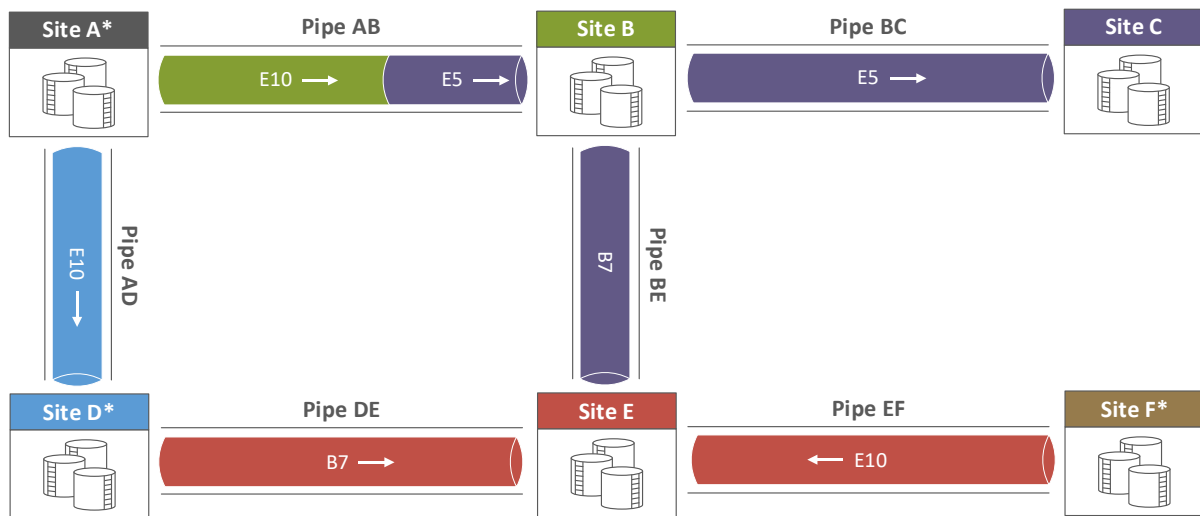 Site A*
Pipe AB
Site B
Pipe BC
Site C
E10
E5
E5
E10
Pipe AD
B7
Pipe BE
Site D*
Pipe DE
Site E
Pipe EF
Site F*
B7
E10